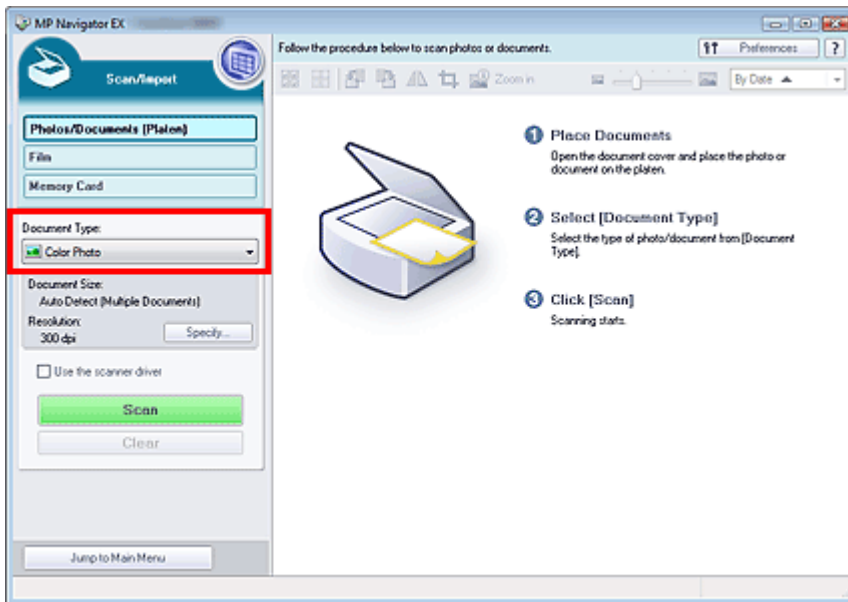 MP Navigator EX
Scan/Import
Photos/Documents (Platen)
Film
Memory Card
Document Type:
Color Photo
Document Size:
Auto Detect (Multiple Documents)
Resolution:
300 dpi
Specify...
Use the scanner driver
Scan
Clear
Jump to Main Menu
Follow the procedure below to scan photos or documents.
Preferences
?
Zoom in
By Date
1 Place Documents
Open the document cover and place the photo or
document on the platen.
2 Select [Document Type]
Select the type of photo/document from [Document
Type].
3 Click [Scan]
Scanning starts.